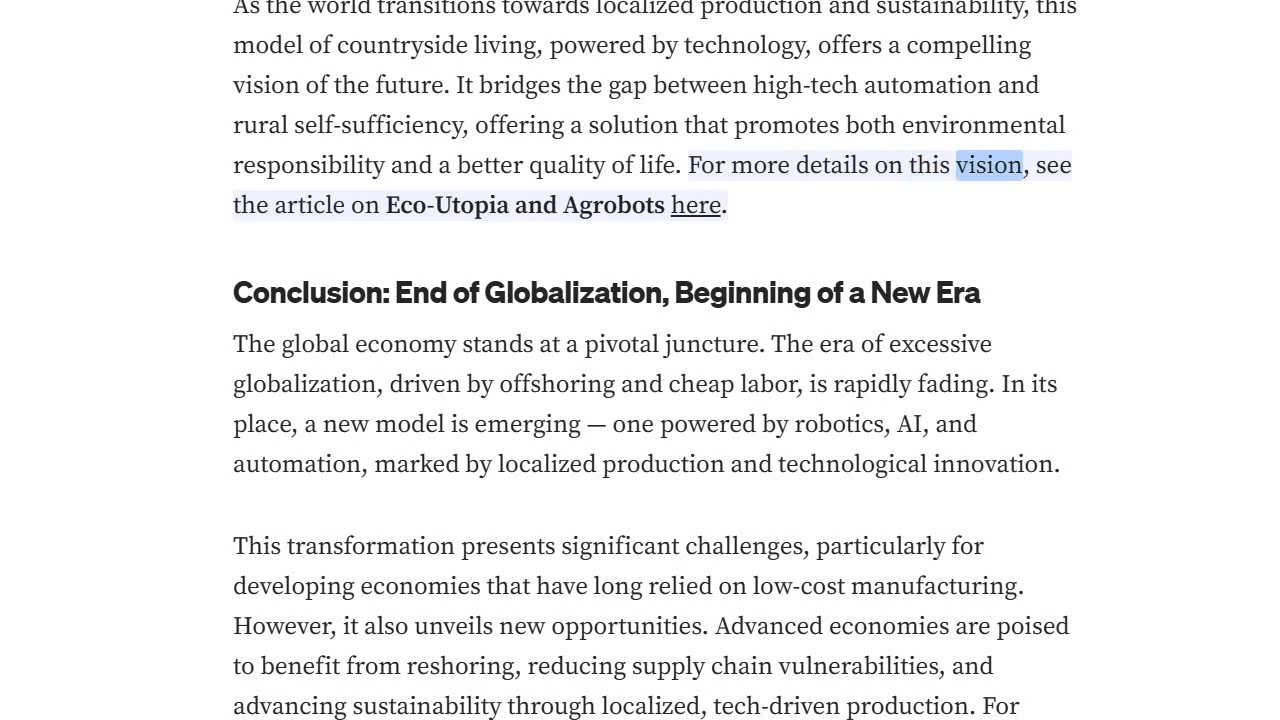 As the world transitions towards localized production and sustainability, this
model of countryside living, powered by technology, offers a compelling
vision of the future. It bridges the gap between high-tech automation and
rural self-sufficiency, offering a solution that promotes both environmental
responsibility and a better quality of life. For more details on this vision, see
the article on Eco-Utopia and Agrobots here.
Conclusion: End of Globalization, Beginning of a New Era
The global economy stands at a pivotal juncture. The era of excessive
globalization, driven by offshoring and cheap labor, is rapidly fading. In its
place, a new model is emerging — one powered by robotics, AI, and
automation, marked by localized production and technological innovation.
This transformation presents significant challenges, particularly for
developing economies that have long relied on low-cost manufacturing.
However, it also unveils new opportunities. Advanced economies are poised
to benefit from reshoring, reducing supply chain vulnerabilities, and
advancing sustainability through localized, tech-driven production. For